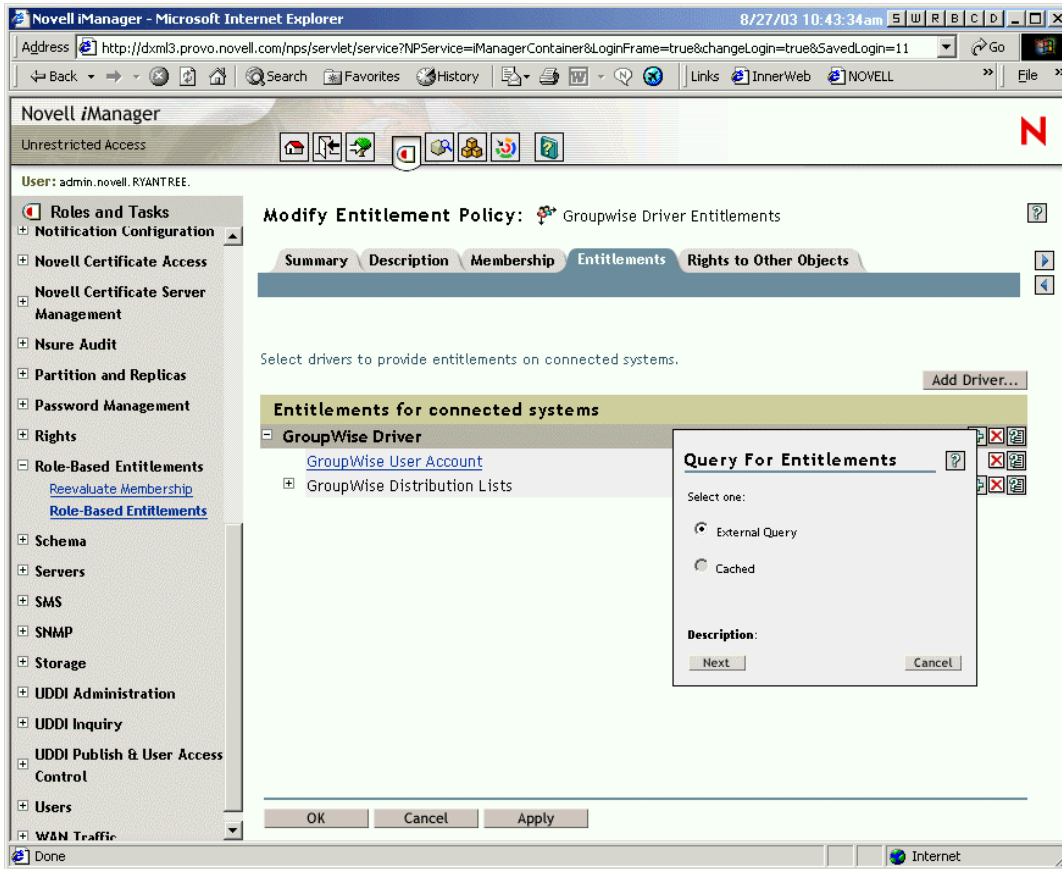 Novell iManager - Microsoft Internet Explorer
8/27/03 10:43:34am S W R B C D
Address http://dxml3.provo.novell.com/nps/servlet/service?NPService=iManagerContainer&LoginFrame=true&changeLogin=true&SavedLogin=11 Go
Back Search Favorites History Links InnerWeb NOVELL » File »
Novell iManager
Unrestricted Access
N
User: admin.novell.RYANTREE.
Roles and Tasks
Notification Configuration
Novell Certificate Access
Novell Certificate Server
Management
Nsure Audit
Partition and Replicas
Password Management
Rights
Role-Based Entitlements
Reevaluate Membership
Role-Based Entitlements
Schema
Servers
SMS
SNMP
Storage
UDDI Administration
UDDI Inquiry
UDDI Publish & User Access
Control
Users
WAN Traffic
Modify Entitlement Policy: Groupwise Driver Entitlements
Summary Description Membership Entitlements Rights to Other Objects
Select drivers to provide entitlements on connected systems.
Add Driver...
Entitlements for connected systems
GroupWise Driver
GroupWise User Account
GroupWise Distribution Lists
Query For Entitlements
Select one:
External Query
Cached
Description:
Next Cancel
OK Cancel Apply
Done Internet